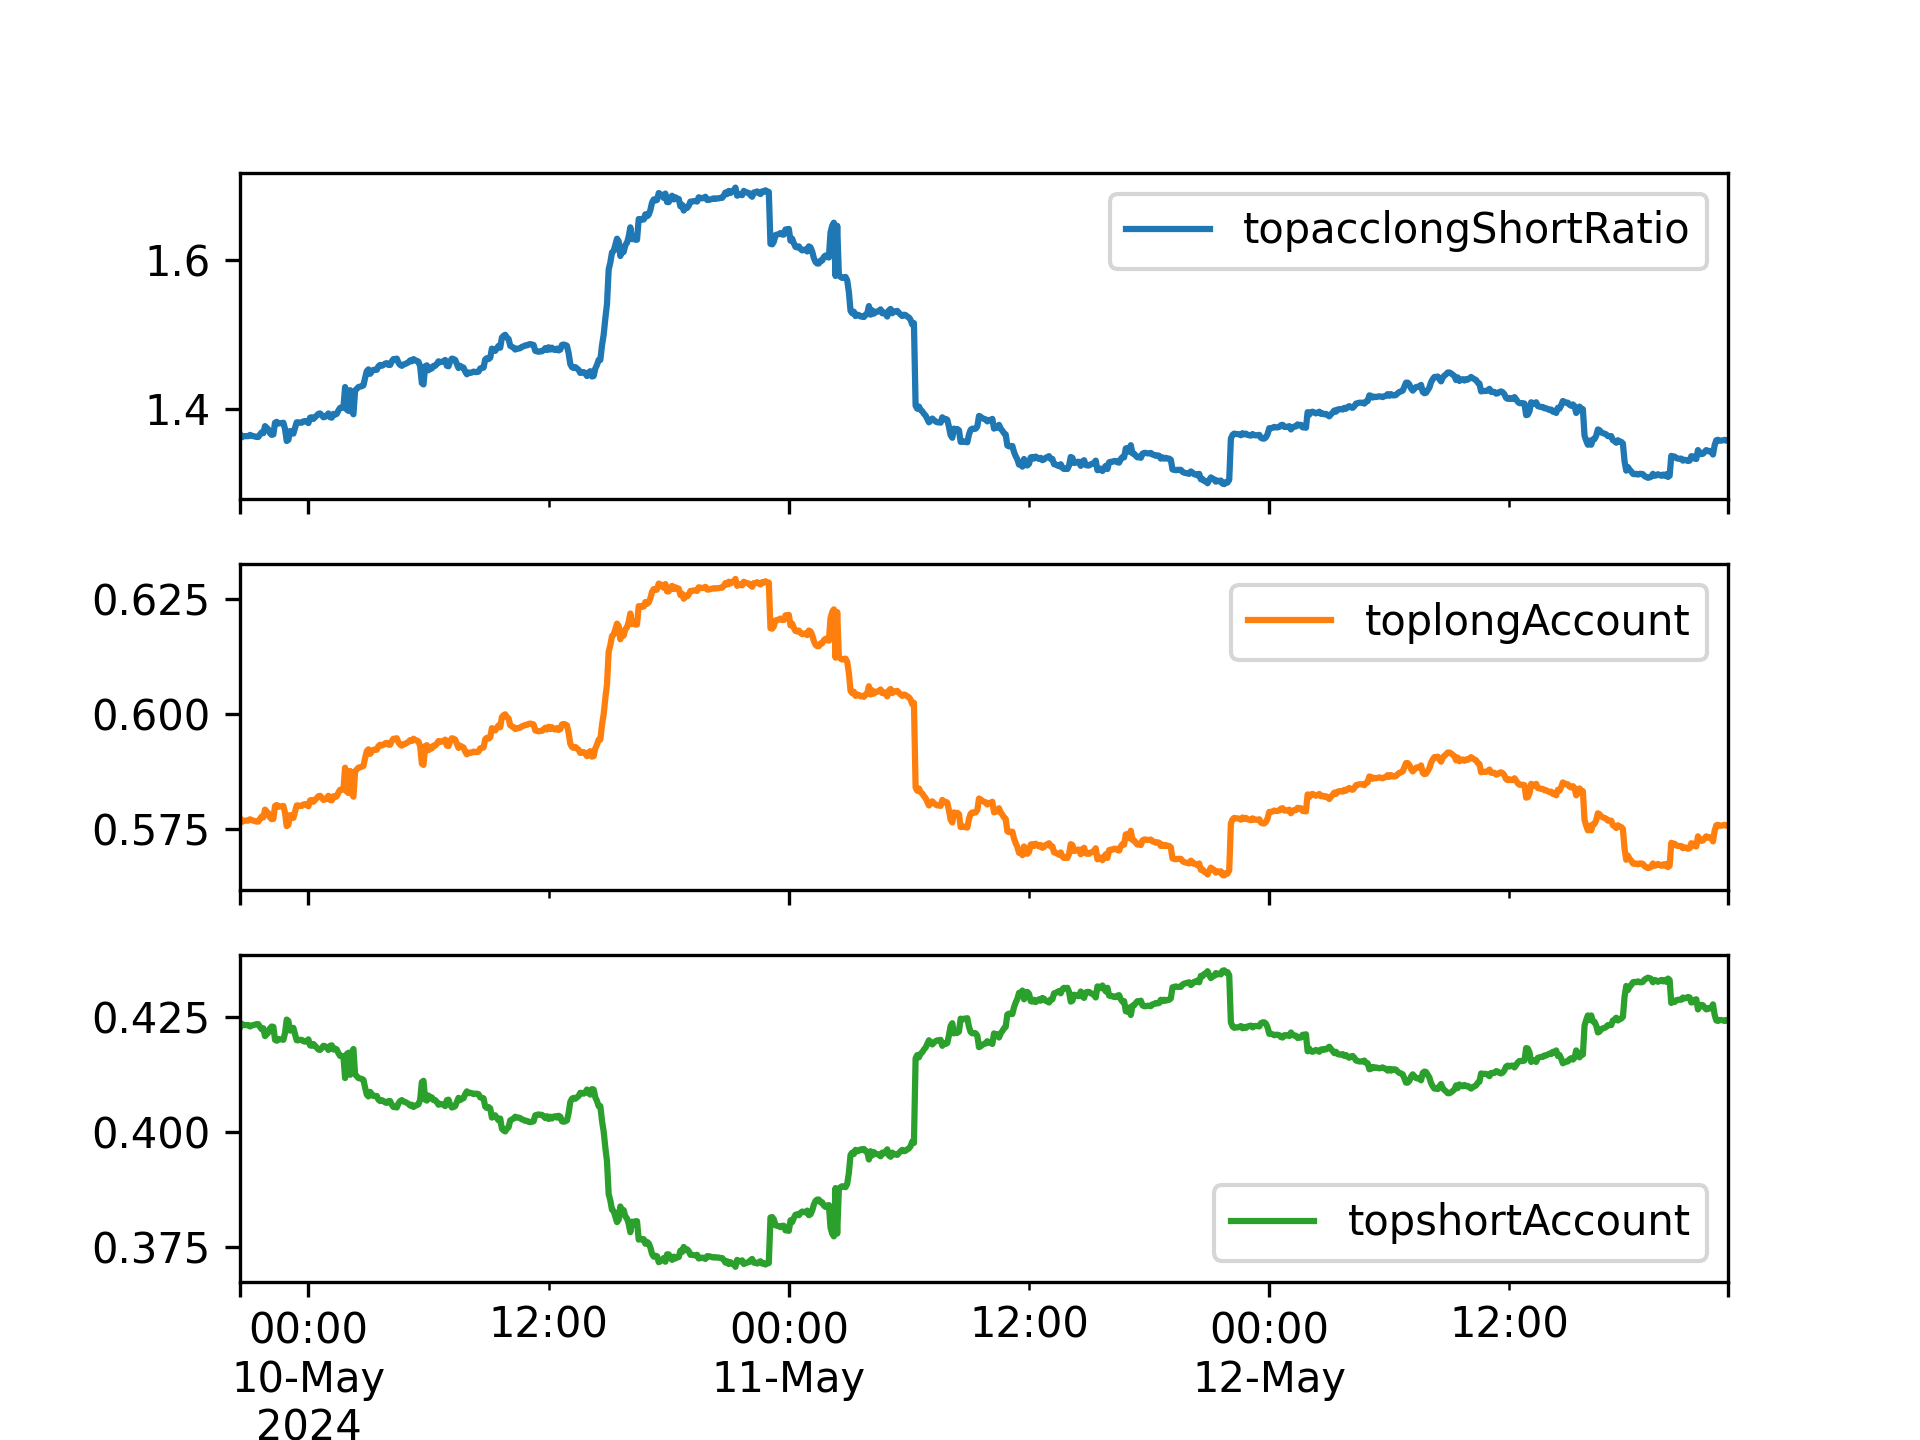 topacclongShortRatio
1.6
1.4
toplongAccount
0.625
0.600
0.575
topshortAccount
0.425
0.400
0.375
00:00 12:00 00:00 12:00 00:00 12:00
10-May 11-May 12-May
2024